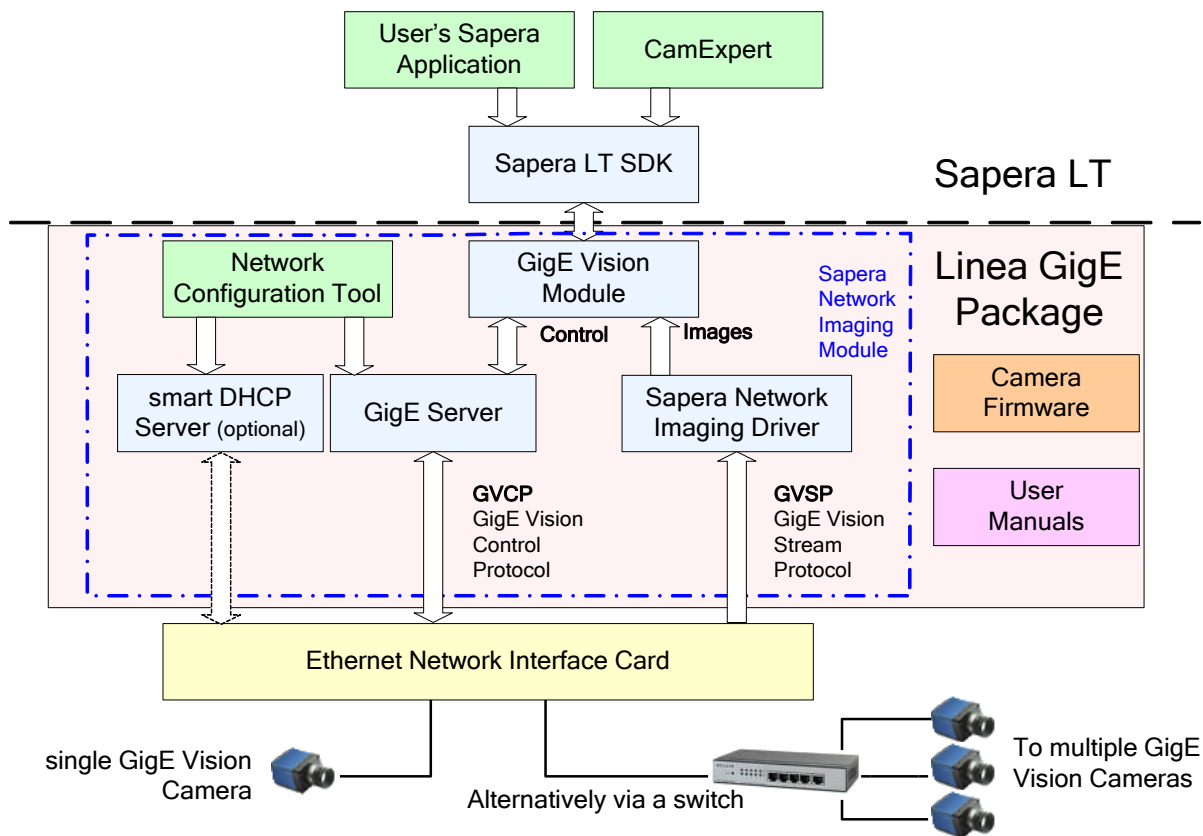 User's Sapera
Application
CamExpert
Sapera LT SDK
Sapera LT
Network
Configuration Tool
GigE Vision
Module
Sapera
Network
Imaging
Module
Linea GigE
Package
Control
Images
smart DHCP
Server (optional)
GigE Server
Sapera Network
Imaging Driver
Camera
Firmware
User
Manuals
GVCP
GigE Vision
Control
Protocol
GVSP
GigE Vision
Stream
Protocol
Ethernet Network Interface Card
single GigE Vision
Camera
Alternatively via a switch
To multiple GigE
Vision Cameras